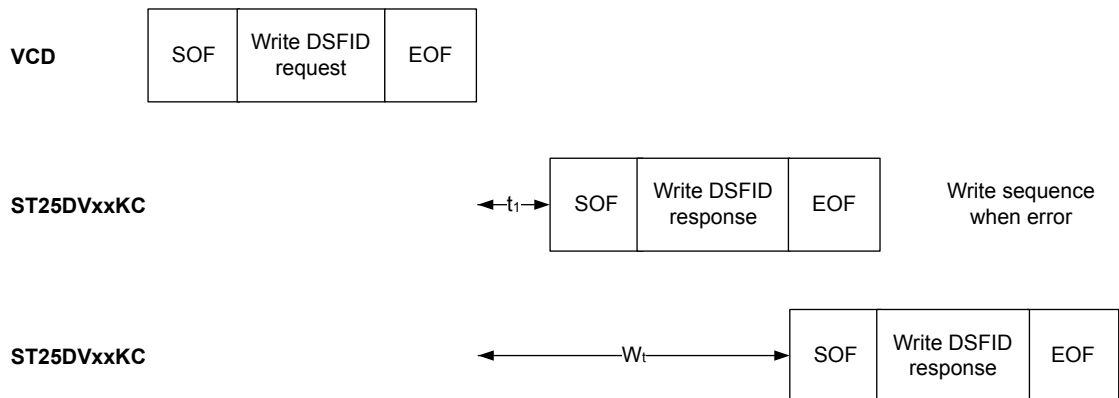 VCD
SOF
Write DSFID
request
EOF
ST25DVxxKC
t₁
SOF
Write DSFID
response
EOF
Write sequence
when error
ST25DVxxKC
Wₜ
SOF
Write DSFID
response
EOF